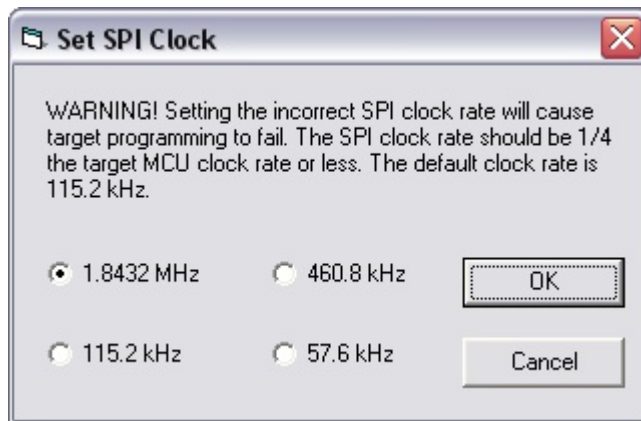 Set SPI Clock
WARNING! Setting the incorrect SPI clock rate will cause
target programming to fail. The SPI clock rate should be 1/4
the target MCU clock rate or less. The default clock rate is
115.2 kHz.
1.8432 MHz
460.8 kHz
OK
115.2 kHz
57.6 kHz
Cancel